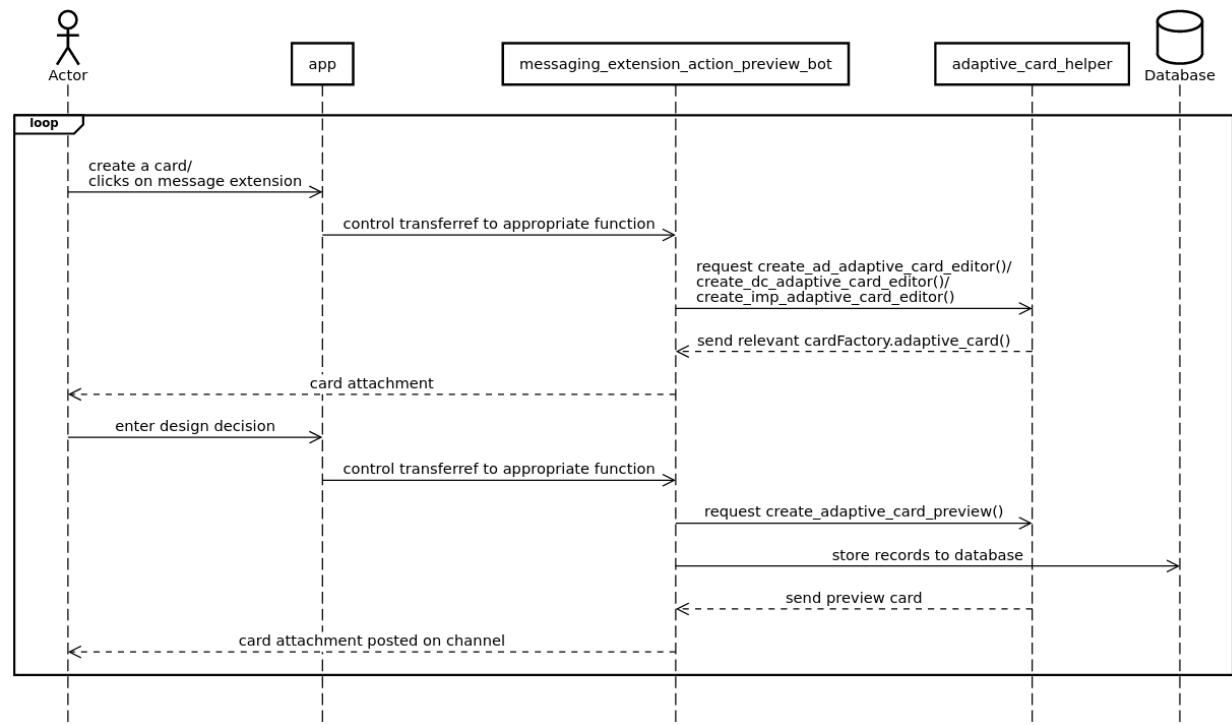 Actor
app
messaging_extension_action_preview_bot
adaptive_card_helper
Database
loop
create a card/
clicks on message extension
control transferref to appropriate function
request create_ad_adaptive_card_editor()/
create_dc_adaptive_card_editor()/
create_imp_adaptive_card_editor()
send relevant cardFactory.adaptive_card()
card attachment
enter design decision
control transferref to appropriate function
request create_adaptive_card_preview()
store records to database
send preview card
card attachment posted on channel